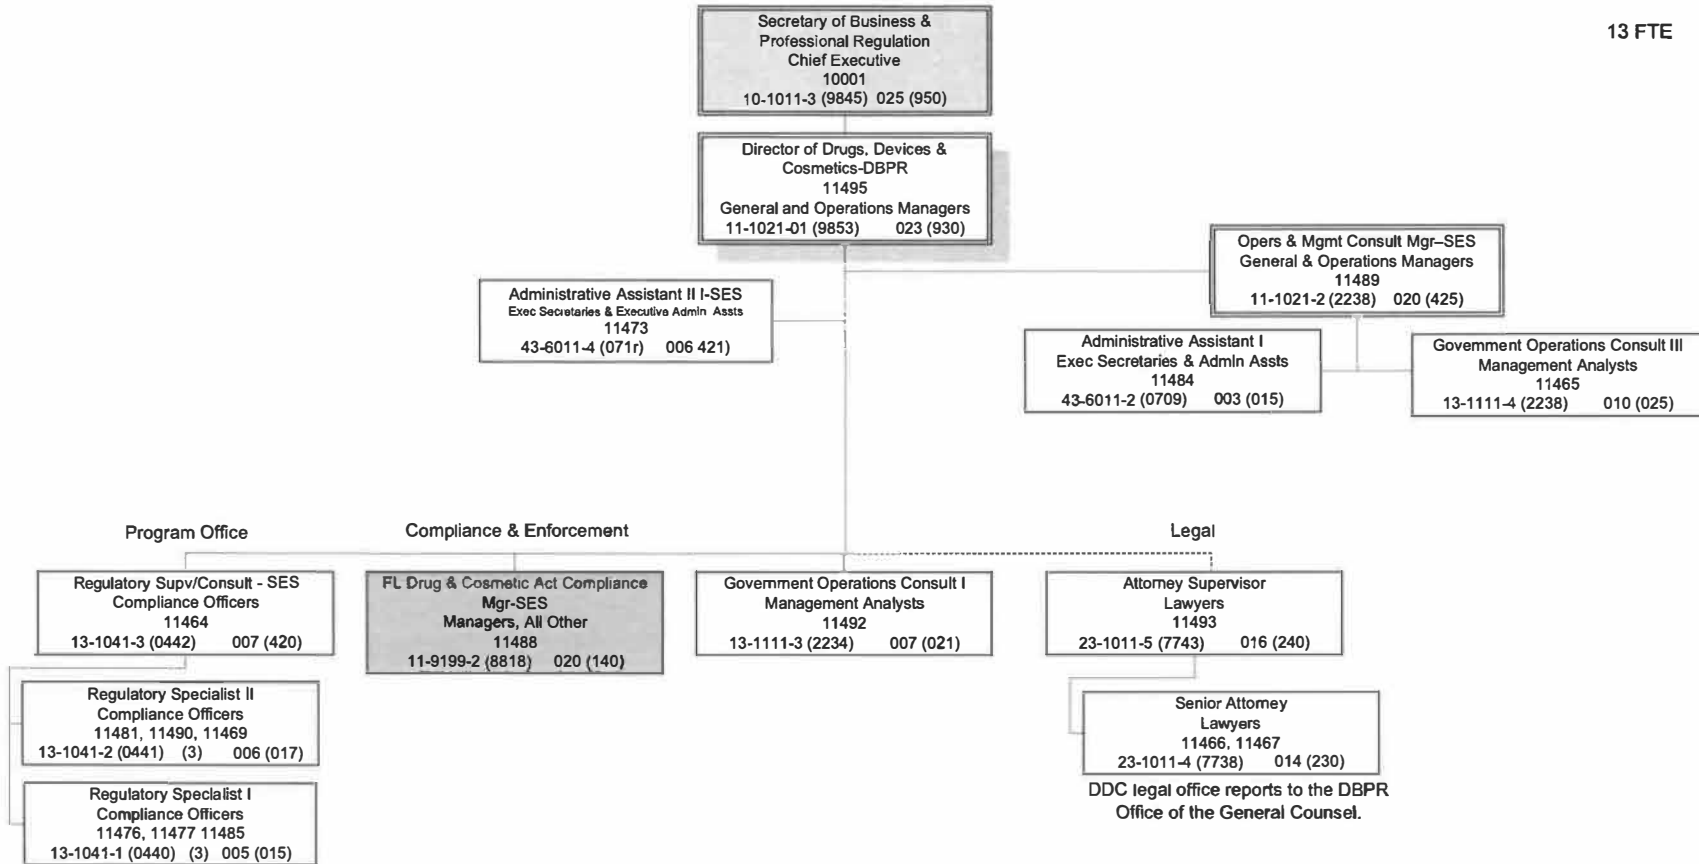 13 FTE
Secretary of Business &
Professional Regulation
Chief Executive
10001
10-1011-3 (9845) 025 (950)
Director of Drugs, Devices &
Cosmetics-DBPR
11495
General and Operations Managers
11-1021-01 (9853) 023 (930)
Opers & Mgmt Consult Mgr–SES
General & Operations Managers
11489
11-1021-2 (2238) 020 (425)
Administrative Assistant II I-SES
Exec Secretaries & Executive Admin Assts
11473
43-6011-4 (071r) 006 421)
Administrative Assistant I
Exec Secretaries & Admin Assts
11484
43-6011-2 (0709) 003 (015)
Government Operations Consult III
Management Analysts
11465
13-1111-4 (2238) 010 (025)
Program Office
Compliance & Enforcement
Legal
Regulatory Supv/Consult - SES
Compliance Officers
11464
13-1041-3 (0442) 007 (420)
FL Drug & Cosmetic Act Compliance
Mgr-SES
Managers, All Other
11488
11-9199-2 (8818) 020 (140)
Government Operations Consult I
Management Analysts
11492
13-1111-3 (2234) 007 (021)
Attorney Supervisor
Lawyers
11493
23-1011-5 (7743) 016 (240)
Regulatory Specialist II
Compliance Officers
11481, 11490, 11469
13-1041-2 (0441) (3) 006 (017)
Senior Attorney
Lawyers
11466, 11467
23-1011-4 (7738) 014 (230)
Regulatory Specialist I
Compliance Officers
11476, 11477 11485
13-1041-1 (0440) (3) 005 (015)
DDC legal office reports to the DBPR
Office of the General Counsel.